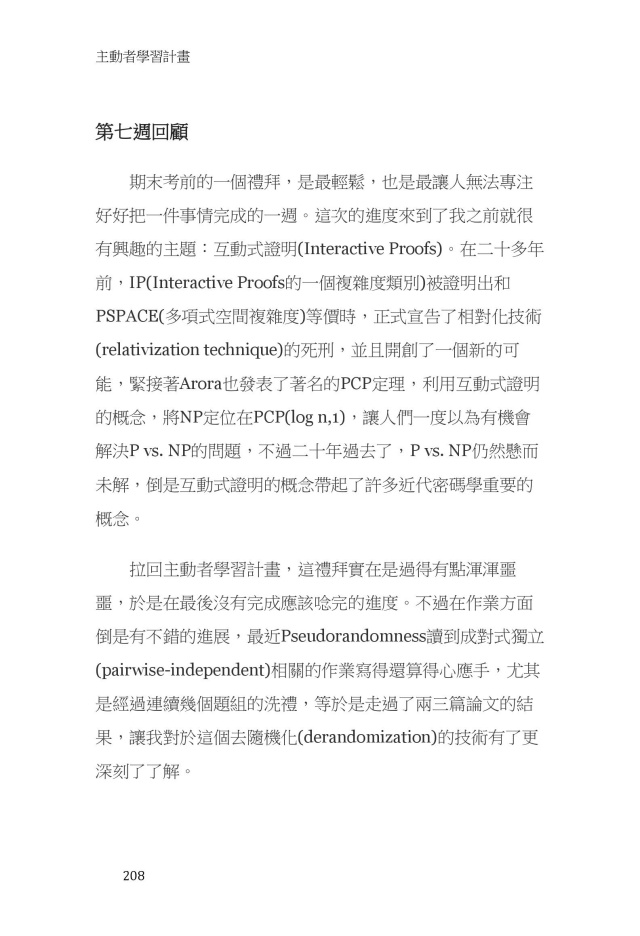 主動者學習計畫
第七週回顧
期末考前的一個禮拜，是最輕鬆，也是最讓人無法專注
好好把一件事情完成的一週。這次的進度來到了我之前就很
有興趣的主題：互動式證明(Interactive Proofs)。在二十多年
前，IP(Interactive Proofs的一個複雜度類別)被證明出和
PSPACE(多項式空間複雜度)等價時，正式宣告了相對化技術
(relativization technique)的死刑，並且開創了一個新的可
能，緊接著Arora也發表了著名的PCP定理，利用互動式證明
的概念，將NP定位在PCP(log n,1)，讓人們一度以為有機會
解決P vs. NP的問題，不過二十年過去了，P vs. NP仍然懸而
未解，倒是互動式證明的概念帶起了許多近代密碼學重要的
概念。
拉回主動者學習計畫，這禮拜實在是過得有點渾渾噩
噩，於是在最後沒有完成應該唸完的進度。不過在作業方面
倒是有不錯的進展，最近Pseudorandomness讀到成對式獨立
(pairwise-independent)相關的作業寫得還算得心應手，尤其
是經過連續幾個題組的洗禮，等於是走過了兩三篇論文的結
果，讓我對於這個去隨機化(derandomization)的技術有了更
深刻了了解。
208